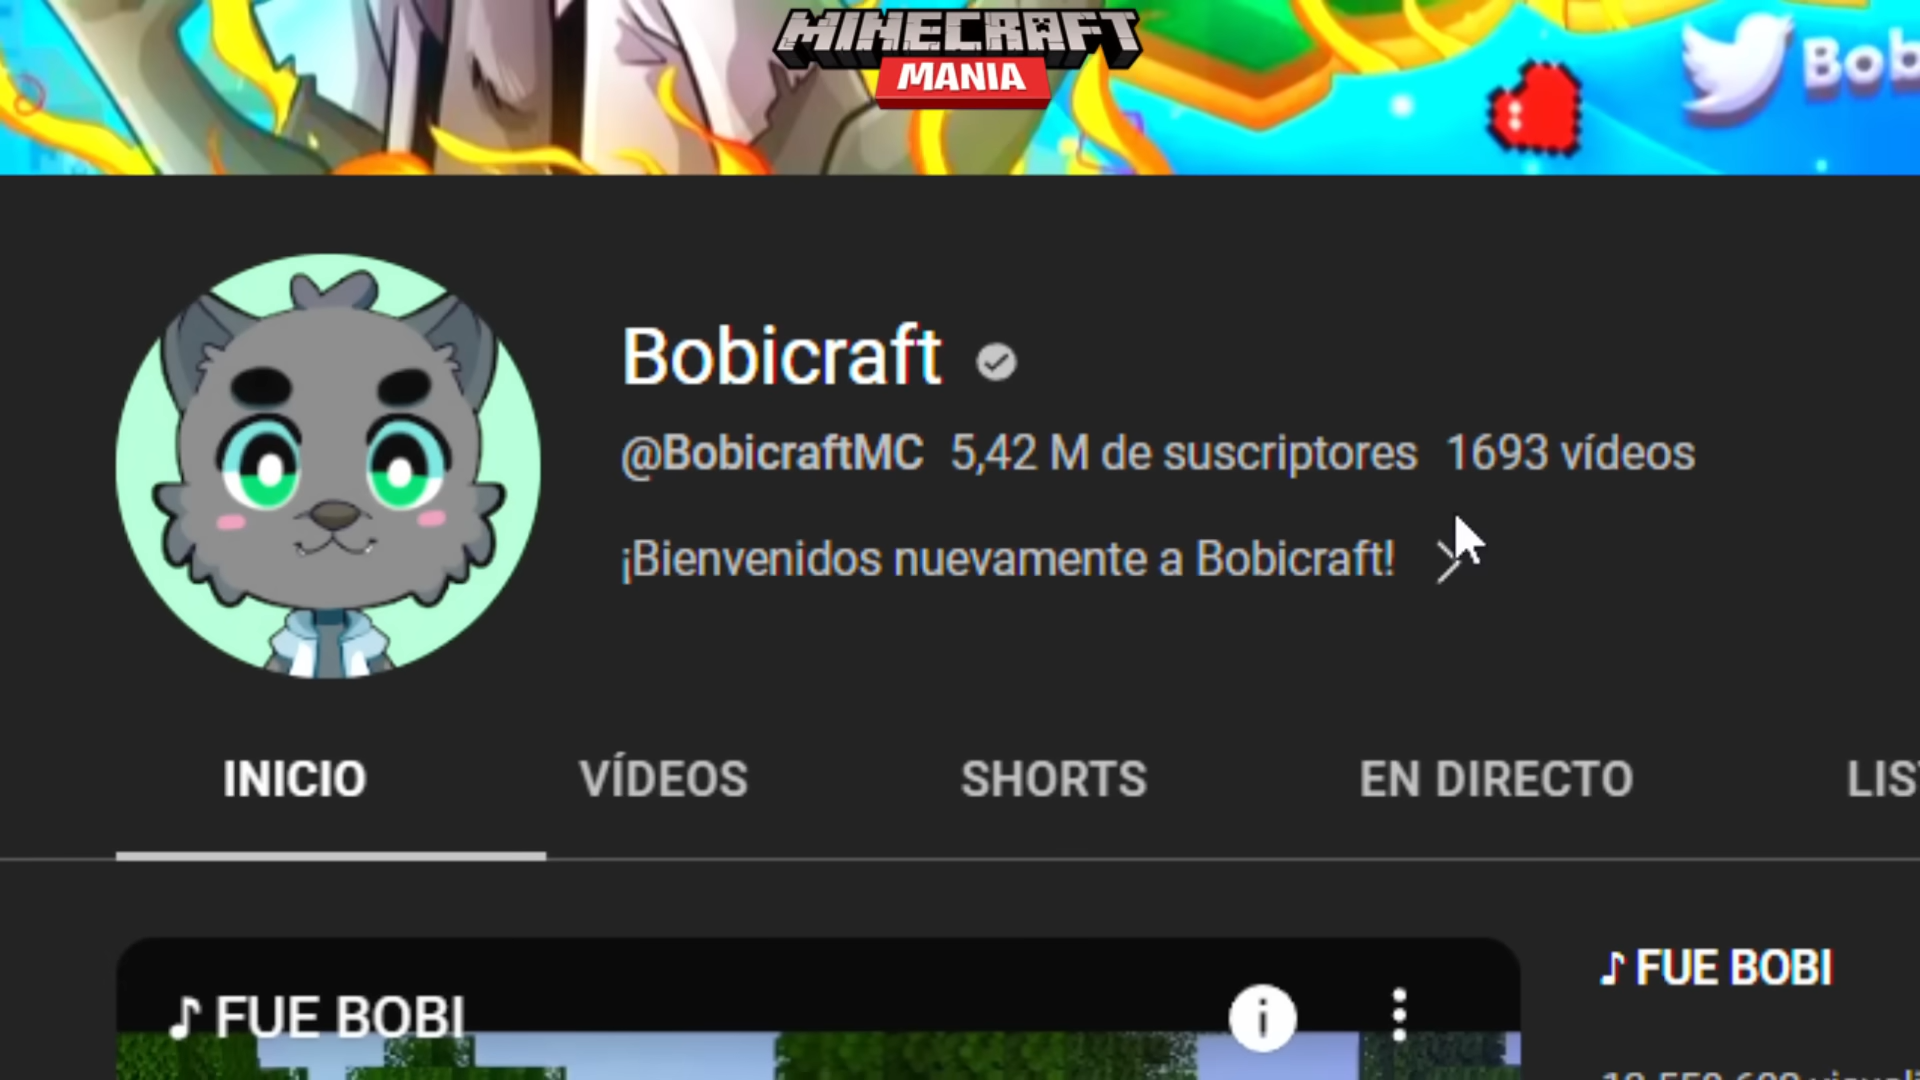 MINECRAFT
MANIA
Bob
Bobicraft
@BobicraftMC 5,42 M de suscriptores 1693 vídeos
¡Bienvenidos nuevamente a Bobicraft!
INICIO VÍDEOS SHORTS EN DIRECTO LIS
♪ FUE BOBI
♪ FUE BOBI